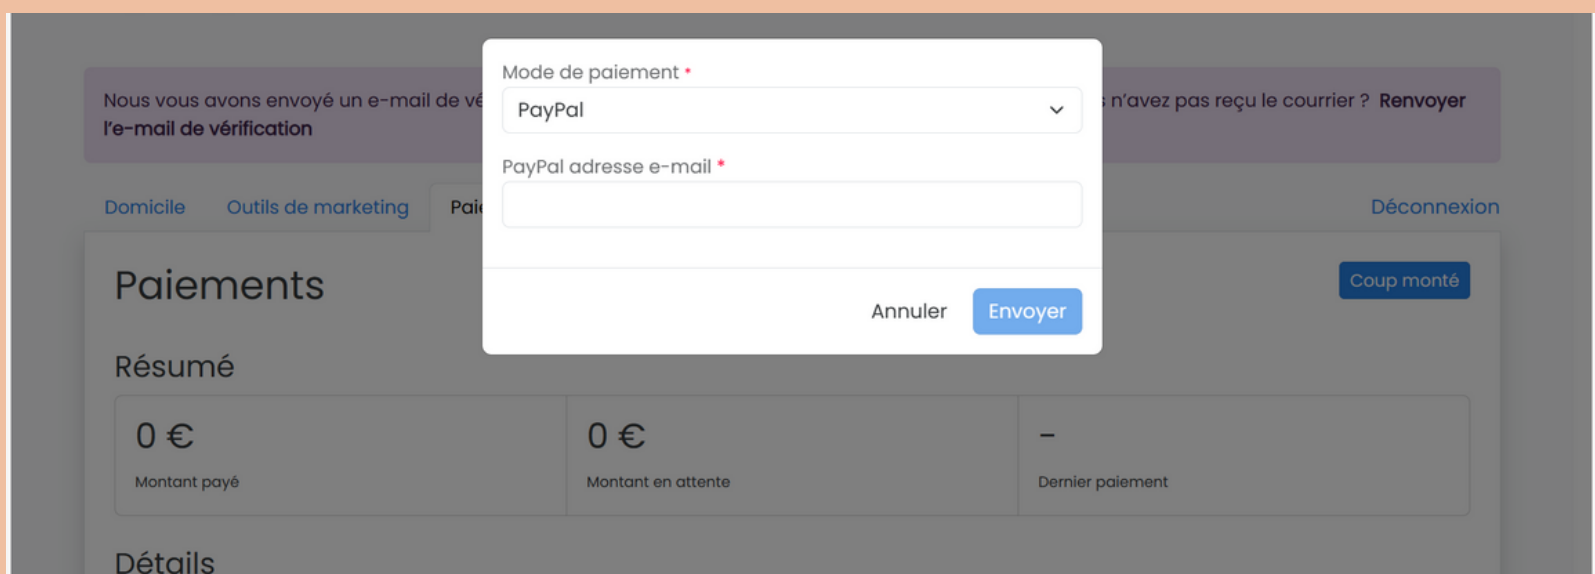 Nous vous avons envoyé un e-mail de vé
n'avez pas reçu le courrier ? Renvoyer
l'e-mail de vérification
Mode de paiement *
PayPal
PayPal adresse e-mail *
Domicile Outils de marketing Paie Déconnexion
Paiements
Coup monté
Annuler Envoyer
Résumé
0 € 0 € -
Montant payé Montant en attente Dernier paiement
Détails